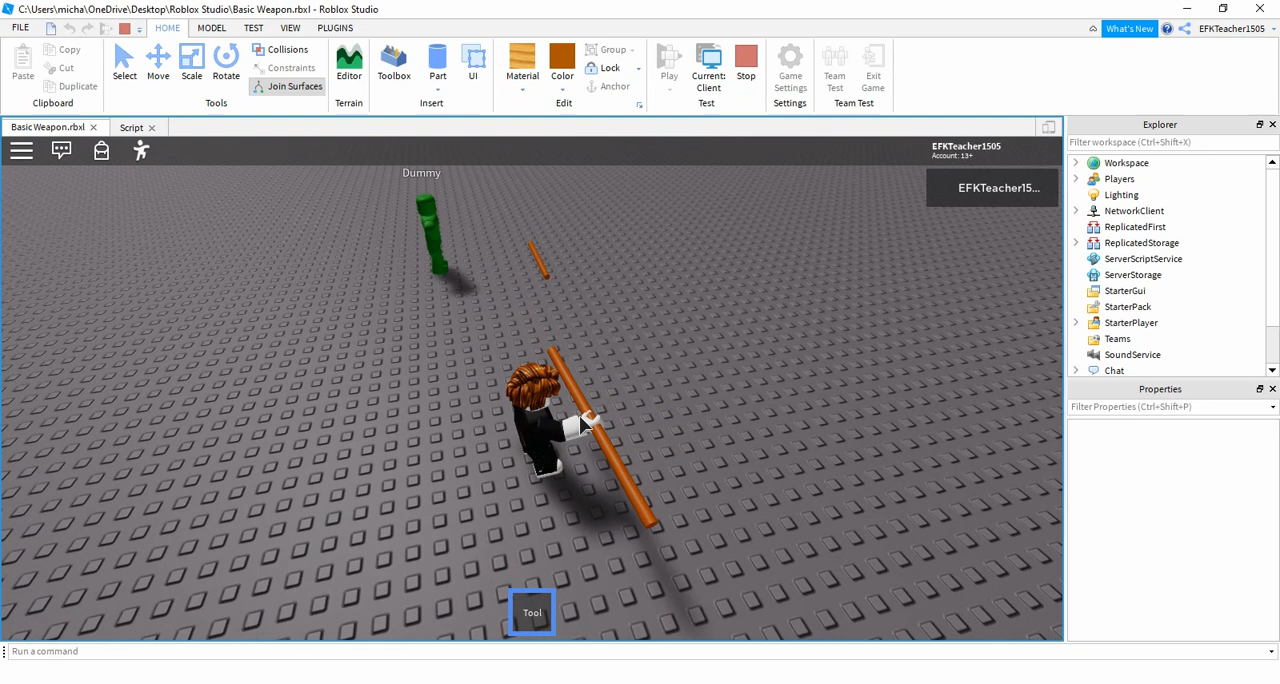 C:\Users\micha\OneDrive\Desktop\Roblox Studio\Basic Weapon.rbxl - Roblox Studio
FILE HOME MODEL TEST VIEW PLUGINS What's New EFKTeacher1505
Paste Copy Cut Duplicate
Clipboard
Select Move Scale Rotate Collisions Constraints Join Surfaces
Tools
Editor
Terrain
Toolbox Part UI
Insert
Material Color Group Lock Anchor
Edit
Play Current: Client Stop
Test
Game Settings
Settings
Team Test Exit Game
Team Test
Basic Weapon.rbxl Script
EFKTeacher1505
Account: 13+
EFKTeacher15...
Dummy
Tool
Explorer
Filter workspace (Ctrl+Shift+X)
Workspace
Players
Lighting
NetworkClient
ReplicatedFirst
ReplicatedStorage
ServerScriptService
ServerStorage
StarterGui
StarterPack
StarterPlayer
Teams
SoundService
Chat
Properties
Filter Properties (Ctrl+Shift+P)
Run a command